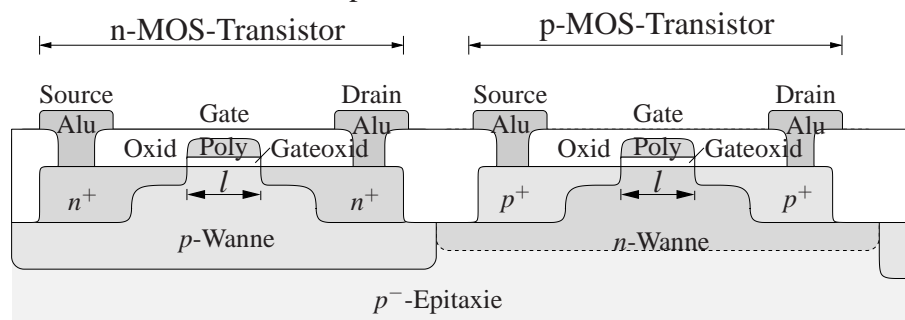 n-MOS-Transistor p-MOS-Transistor
Source Gate Drain Source Gate Drain
Alu Alu Alu Alu
Oxid Poly Gateoxid Oxid Poly Gateoxid
n+ l n+ p+ l p+
p-Wanne n-Wanne
p−-Epitaxie